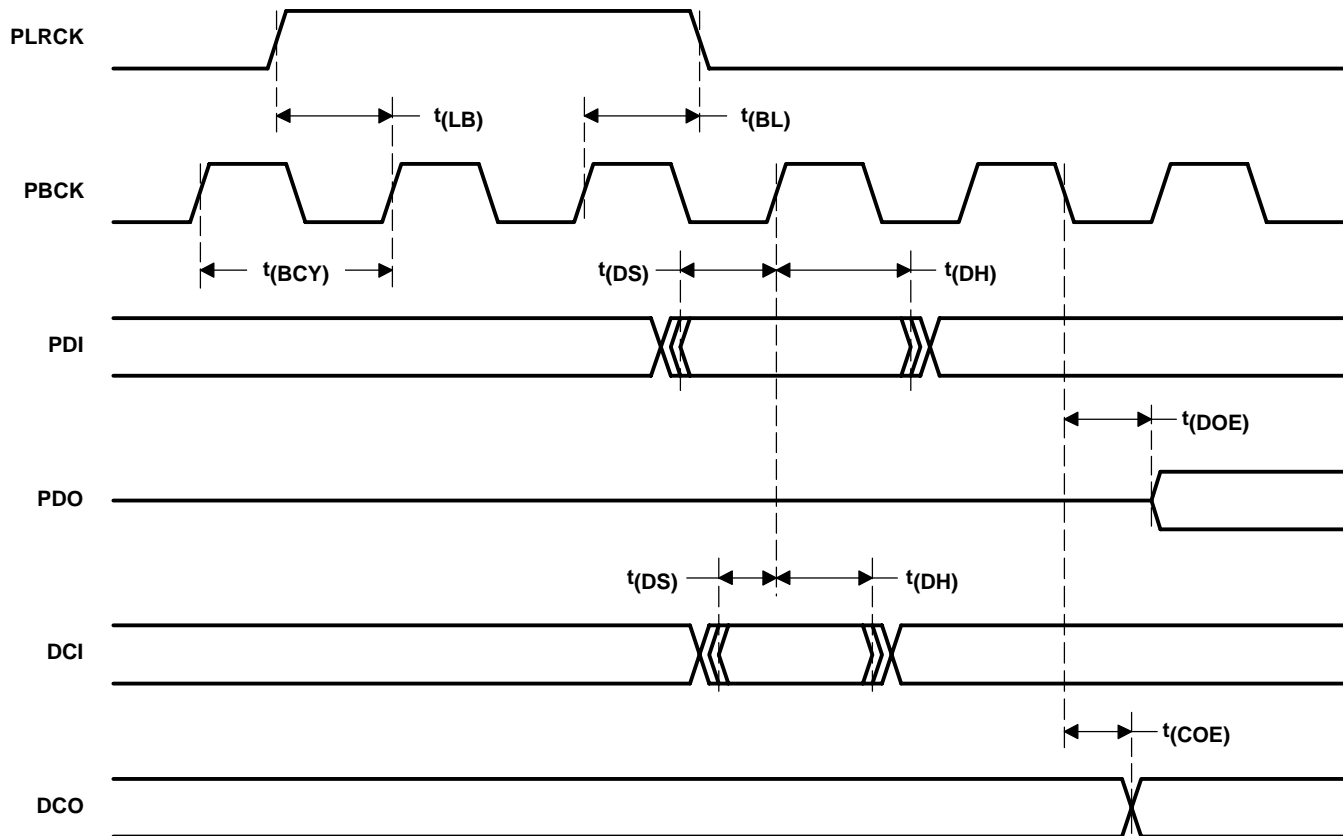 PLRCK
t(LB)
t(BL)
PBCK
t(BCY)
t(DS)
t(DH)
PDI
t(DOE)
PDO
t(DS)
t(DH)
DCI
t(COE)
DCO